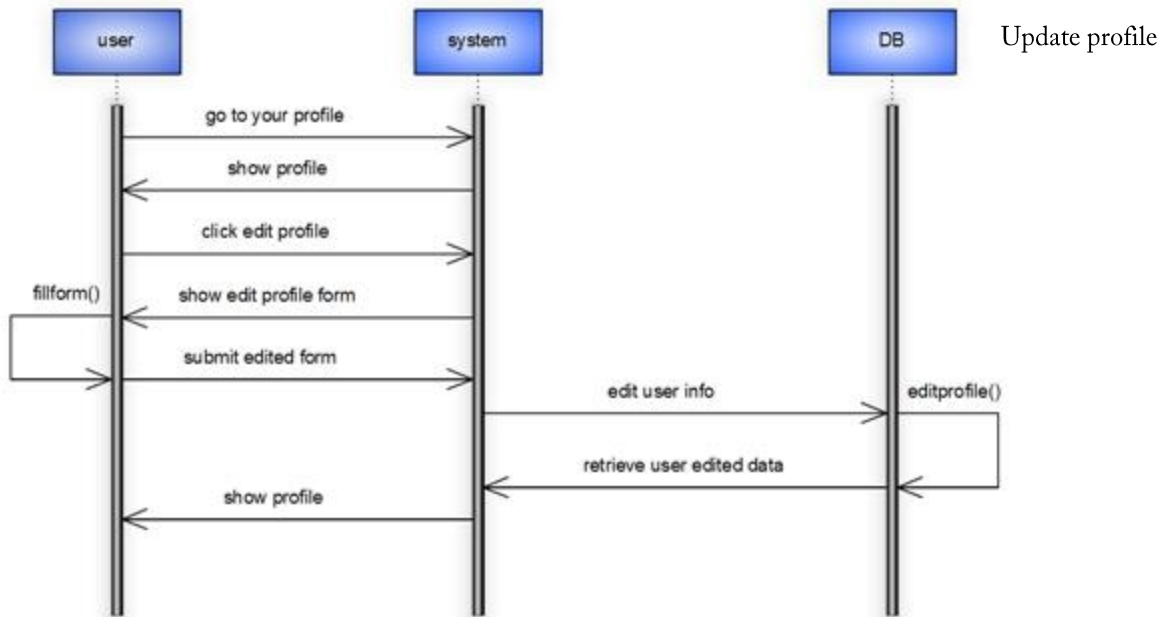 user
system
DB
Update profile
go to your profile
show profile
click edit profile
fillform()
show edit profile form
submit edited form
edit user info
editprofile()
retrieve user edited data
show profile